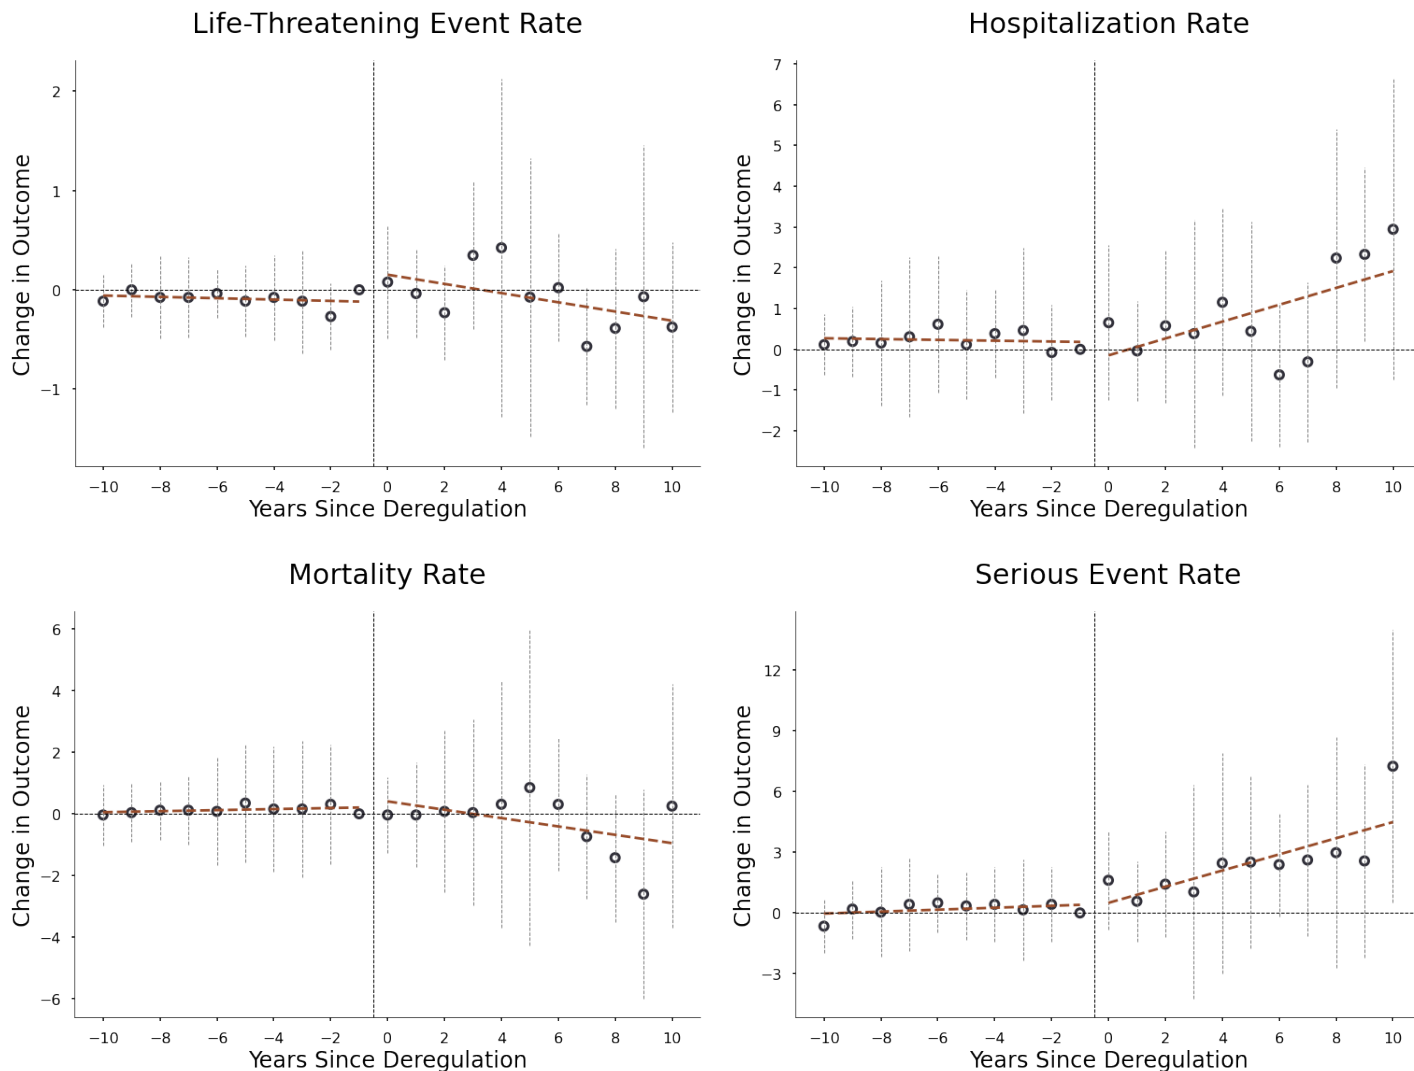 Life-Threatening Event Rate
Change in Outcome
2
1
0
−1
−10 −8 −6 −4 −2 0 2 4 6 8 10
Years Since Deregulation
Hospitalization Rate
Change in Outcome
7
6
5
4
3
2
1
0
−1
−2
−10 −8 −6 −4 −2 0 2 4 6 8 10
Years Since Deregulation
Mortality Rate
Change in Outcome
6
4
2
0
−2
−4
−6
−10 −8 −6 −4 −2 0 2 4 6 8 10
Years Since Deregulation
Serious Event Rate
Change in Outcome
12
9
6
3
0
−3
−10 −8 −6 −4 −2 0 2 4 6 8 10
Years Since Deregulation